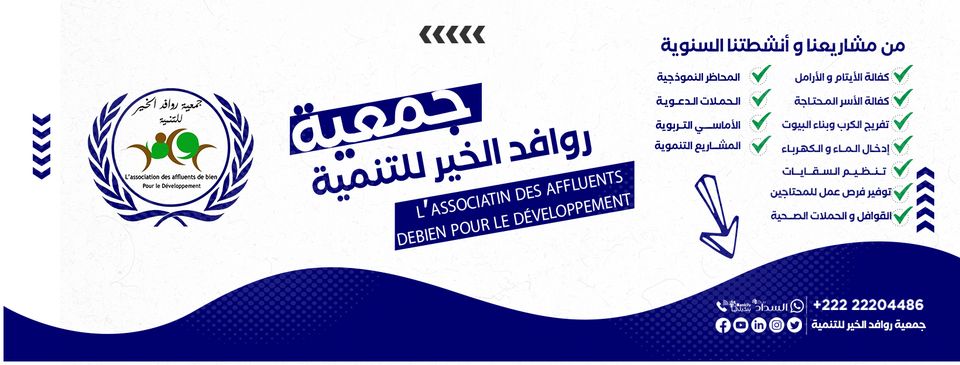 من مشاريعنا و أنشطتنا السنوية
كفالة الأيتام و الأرامل
كفالة الأسر المحتاجة
تفريج الكرب وبناء البيوت
إدخال الماء و الكهرباء
تنظيم السقايات
توفير فرص عمل للمحتاجين
القوافل و الحملات الصحية
المحاظر النموذجية
الحملات الدعوية
الأماسي التربوية
المشاريع التنموية
جمعية
روافد الخير للتنمية
L'ASSOCIATIN DES AFFLUENTS
DEBIEN POUR LE DÉVELOPPEMENT
جمعية روافد الخير
للتنمية
L'association des affluents de bien
Pour le Développement
+222 22204486
السداد
جمعية روافد الخير للتنمية